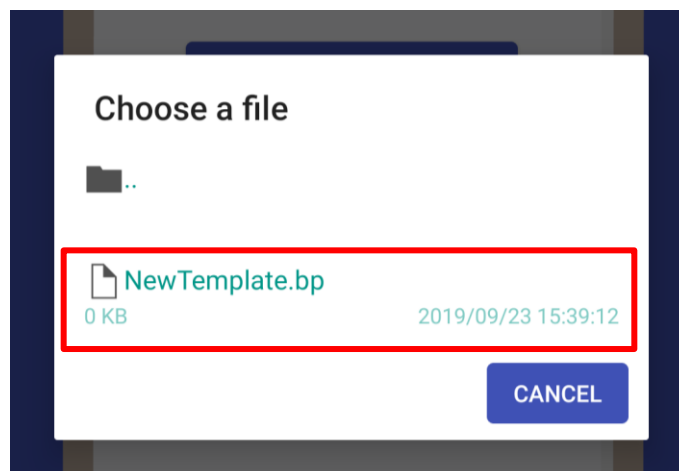 Choose a file
..
NewTemplate.bp
0 KB 2019/09/23 15:39:12
CANCEL